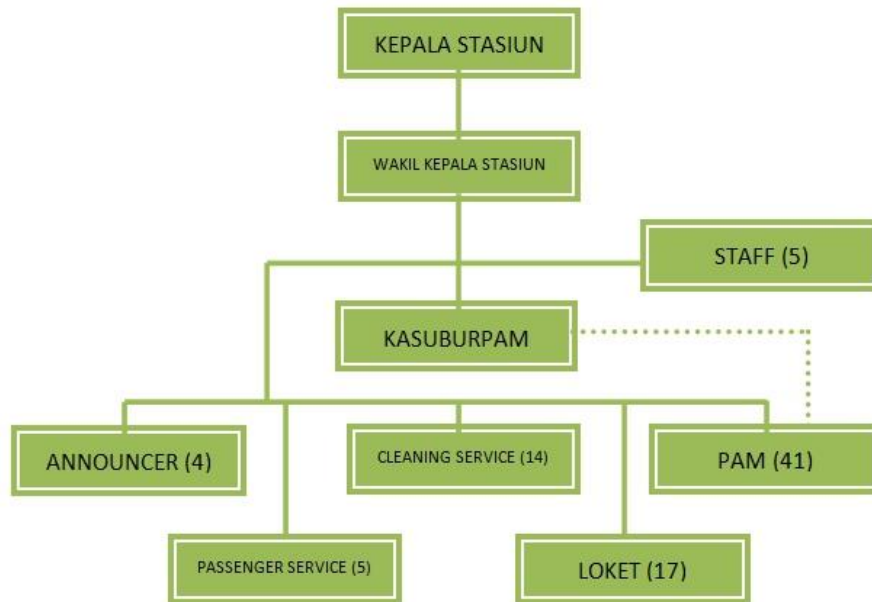 KEPALA STASIUN
WAKIL KEPALA STASIUN
STAFF (5)
KASUBURPAM
ANNOUNCER (4)
CLEANING SERVICE (14)
PAM (41)
PASSENGER SERVICE (5)
LOKET (17)